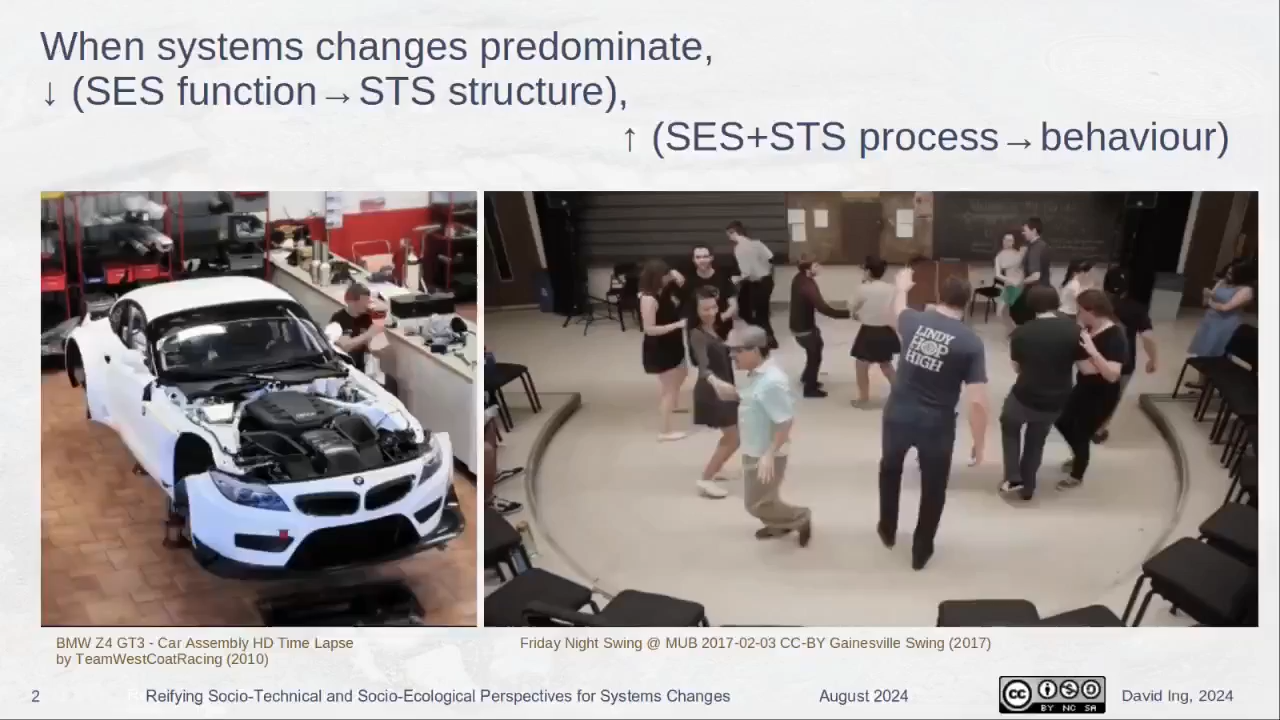 When systems changes predominate,
↓ (SES function→STS structure),
↑ (SES+STS process→behaviour)
LINDY
HOP
HIGH
BMW Z4 GT3 - Car Assembly HD Time Lapse
by TeamWestCoatRacing (2010)
Friday Night Swing @ MUB 2017-02-03 CC-BY Gainesville Swing (2017)
2
Reifying Socio-Technical and Socio-Ecological Perspectives for Systems Changes
August 2024
cc
BY NC SA
David Ing, 2024